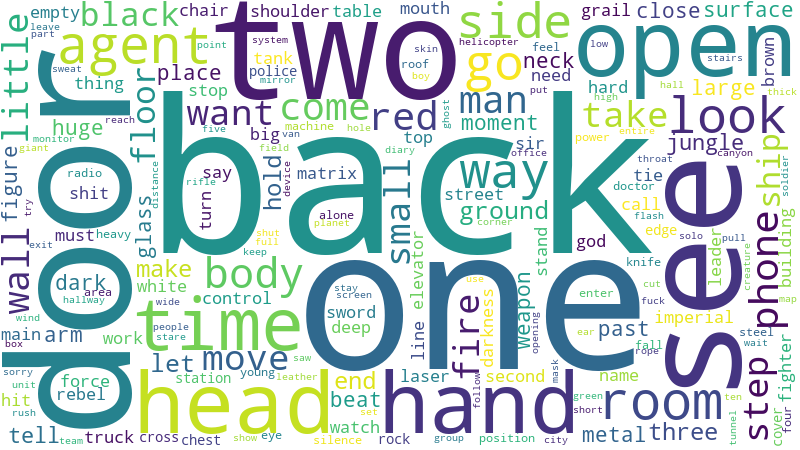 empty
black
chair
shoulder
table
mouth
grail
close
surface
leave
part
agent
two
side
open
little
thing
place
point
system
tank
police
helicopter
skin
roof
boy
neck
feel
need
low
stairs
brown
go
sweat
stop
mirror
put
hard
high
hall
large
thick
reach
door
floor
want
come
red
man
ghost
take
look
entire
power
huge
five
van
machine
hole
big
top
moment
monitor
giant
field
diary
sir
office
jungle
throat
canyon
figure
radio
shit
distance
rifle
say
turn
hold
device
matrix
back
small
way
street
doctor
tie
ship
soldier
try
must
heavy
glass
alone
planet
ground
call
flash
wall
exit
shut
full
keep
corner
stand
god
edge
solo
pull
building
dark
area
make
white
body
elevator
weapon
knife
see
phone
leader
creature
hallway
stay
screen
one
use
enter
cut
map
wind
wide
control
sword
deep
fire
darkness
past
imperial
fuck
steel
main
arm
work
people
stare
time
line
opening
ear
fall
rope
wait
step
fighter
box
let
move
saw
sorry
force
station
young
leather
end
laser
second
name
unit
rebel
head
beat
follow
mask
green
ten
hit
rush
set
hand
short
room
tunnel
cover
four
tell
team
truck
cross
chest
show
eye
watch
silence
rock
group
position
city
metal
three